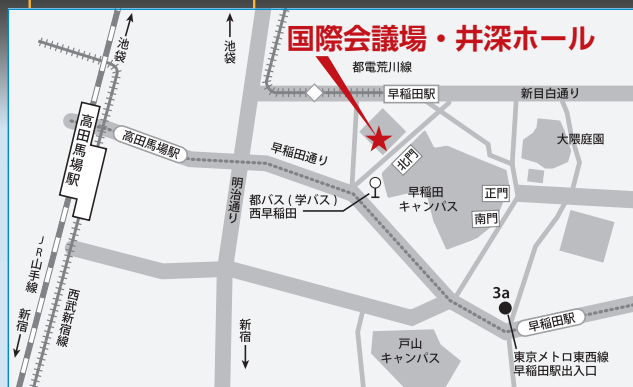 国際会議場・井深ホール
池袋
池袋
都電荒川線
早稲田駅
新目白通り
高田馬場駅
高田馬場駅
早稲田通り
大隈庭園
北門
明治通り
都バス(学バス)
西早稲田
早稲田
キャンパス
正門
南門
JR山手線
西武新宿線
新宿
新宿
3a
早稲田駅
戸山
キャンパス
東京メトロ東西線
早稲田駅出入口